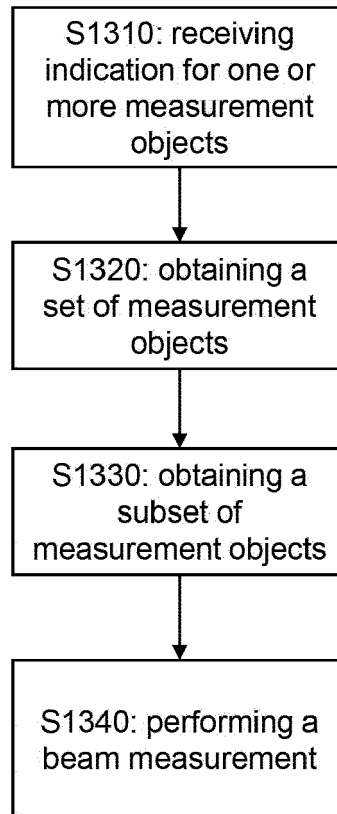 S1310: receiving
indication for one or
more measurement
objects
S1320: obtaining a
set of measurement
objects
S1330: obtaining a
subset of
measurement objects
S1340: performing a
beam measurement